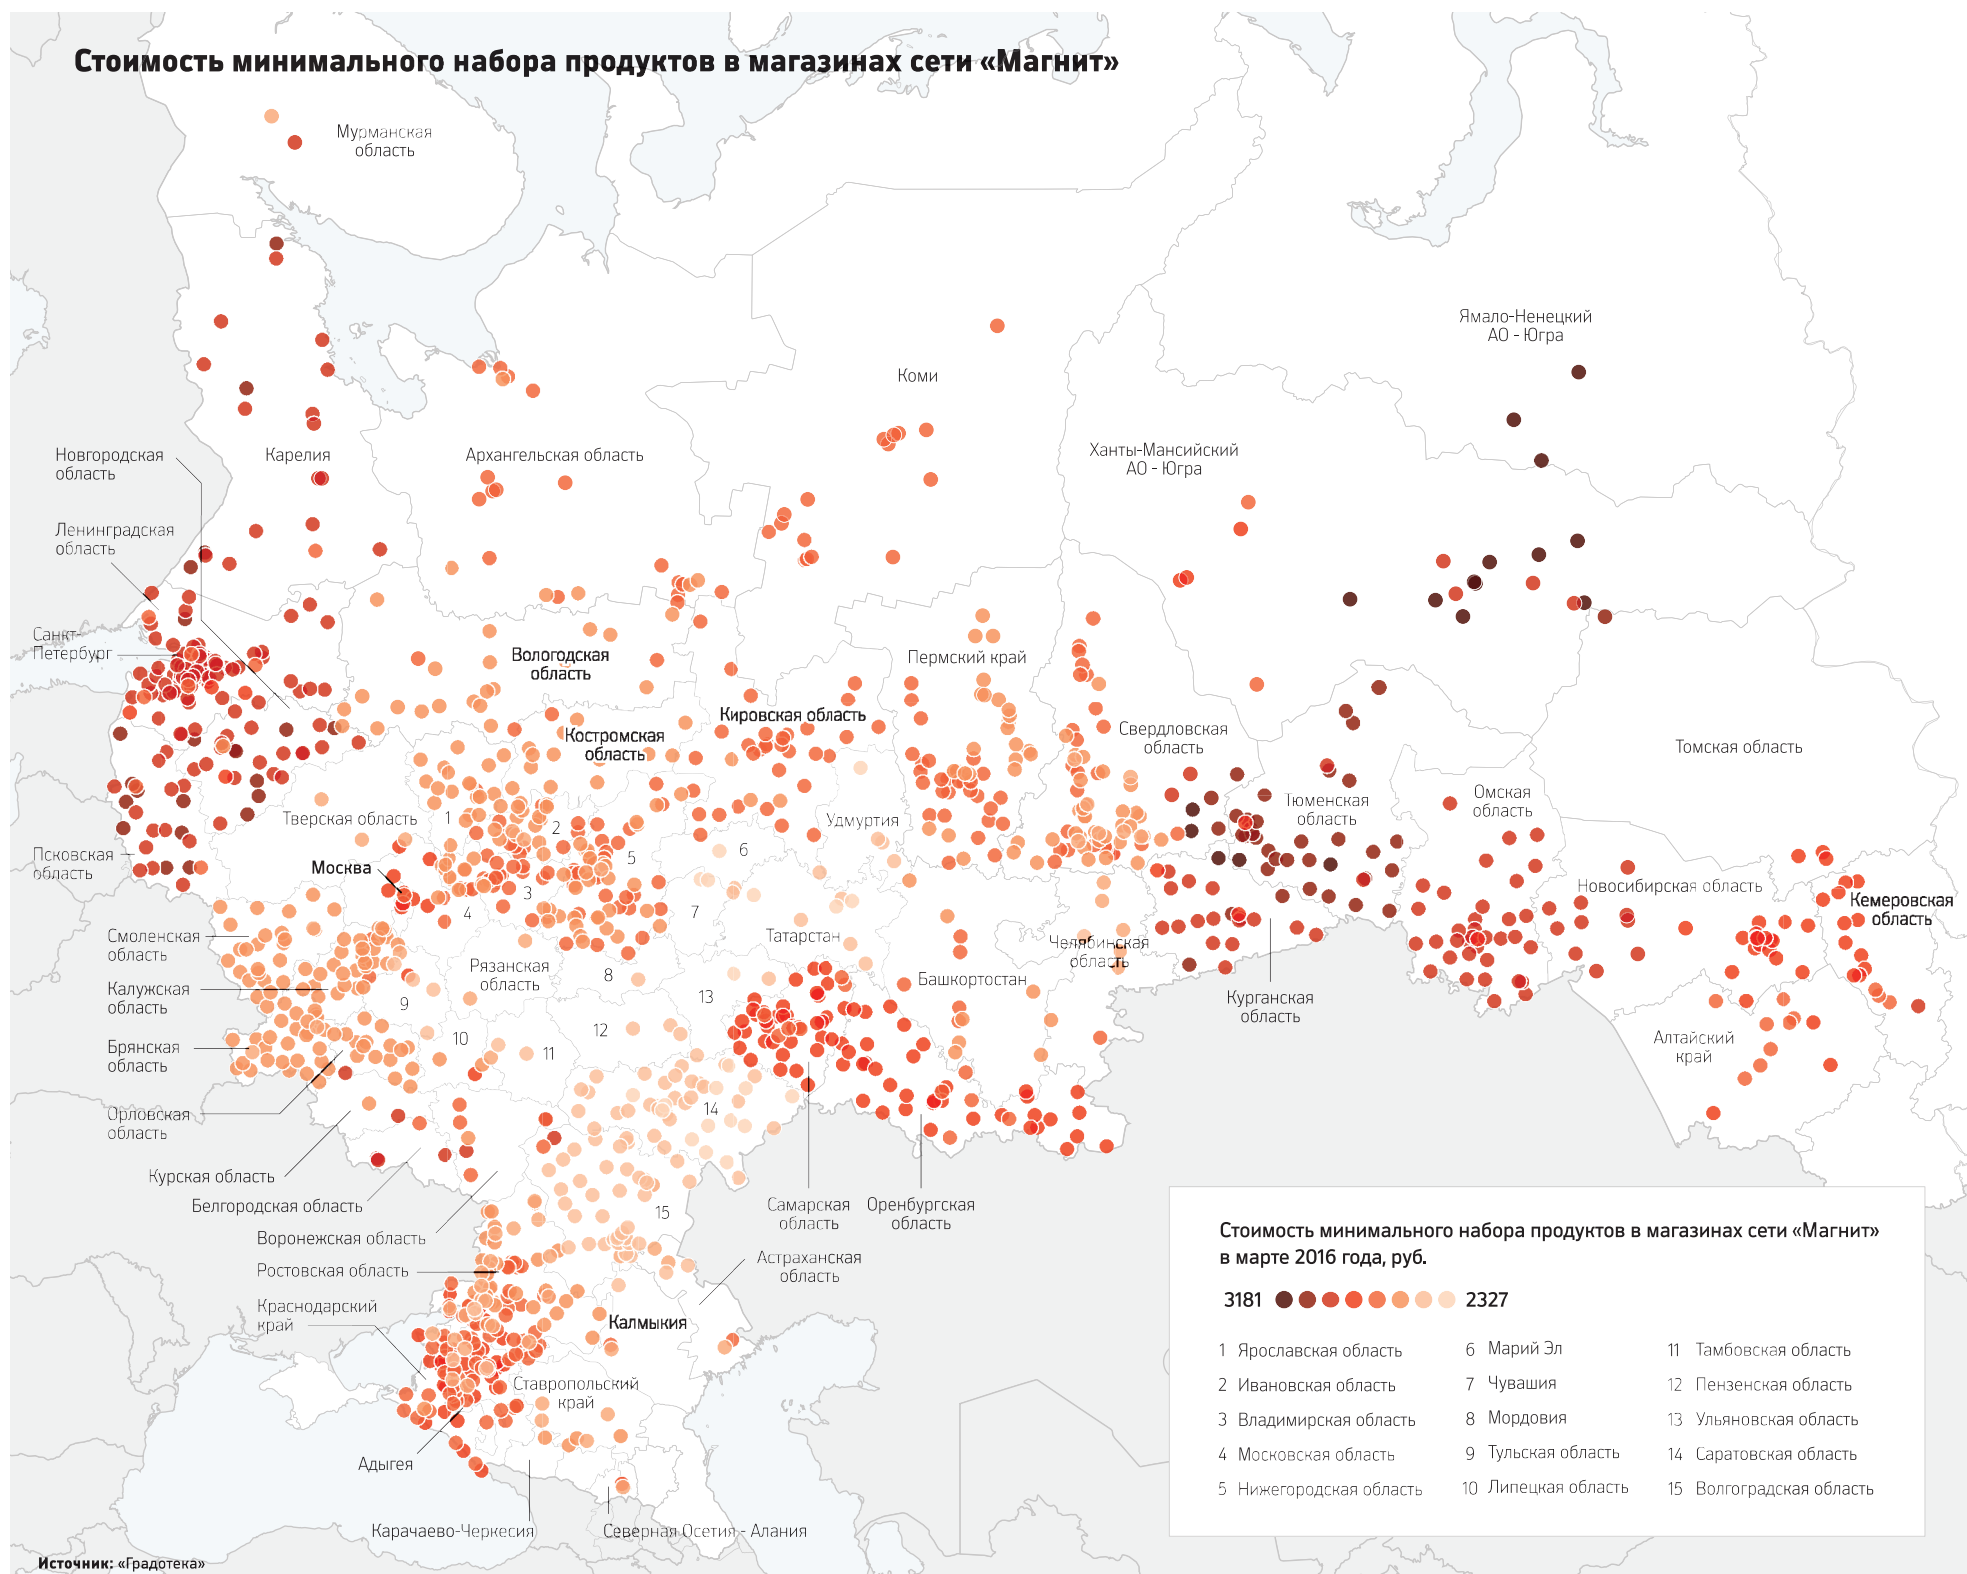 Стоимость минимального набора продуктов в магазинах сети «Магнит»
Мурманская
область
Ямало-Ненецкий
АО - Югра
Коми
Ханты-Мансийский
АО - Югра
Новгородская
область
Карелия
Архангельская область
Ленинградская
область
Санкт-
Петербург
Вологодская
область
Пермский край
Кировская область
Костромская
область
Свердловская
область
Томская область
Тверская область
1
2
Удмуртия
Тюменская
область
Омская
область
Псковская
область
Москва
5
6
3
4
7
Новосибирская область
Кемеровская
область
Смоленская
область
Татарстан
Челябинская
область
Рязанская
область
8
Башкортостан
Калужская
область
9
13
Курганская
область
Брянская
область
10
11
12
Алтайский
край
Орловская
область
14
Курская область
Белгородская область
15
Самарская
область
Оренбургская
область
Воронежская область
Ростовская область
Астраханская
область
Краснодарский
край
Калмыкия
Ставропольский
край
Адыгея
Карачаево-Черкесия
Северная Осетия - Алания
Стоимость минимального набора продуктов в магазинах сети «Магнит»
в марте 2016 года, руб.
3181 2327
1 Ярославская область
2 Ивановская область
3 Владимирская область
4 Московская область
5 Нижегородская область
6 Марий Эл
7 Чувашия
8 Мордовия
9 Тульская область
10 Липецкая область
11 Тамбовская область
12 Пензенская область
13 Ульяновская область
14 Саратовская область
15 Волгоградская область
Источник: «Градотека»